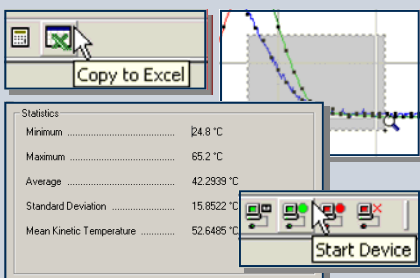 Copy to Excel
Statistics
Minimum .......................... 24.8 °C
Maximum .......................... 65.2 °C
Average .......................... 42.2939 °C
Standard Deviation .................. 15.8522 °C
Mean Kinetic Temperature ............ 52.6485 °C
Start Device